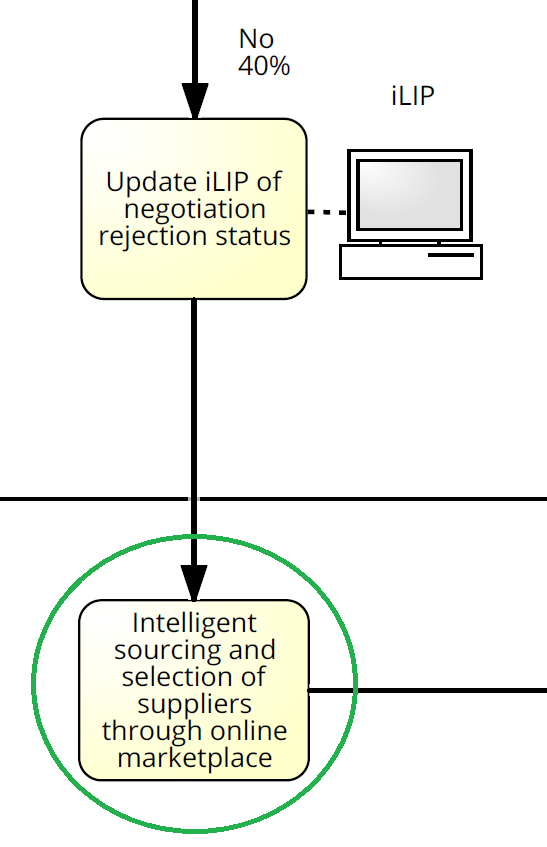 No
40%
iLIP
Update iLIP of
negotiation
rejection status
Intelligent
sourcing and
selection of
suppliers
through online
marketplace